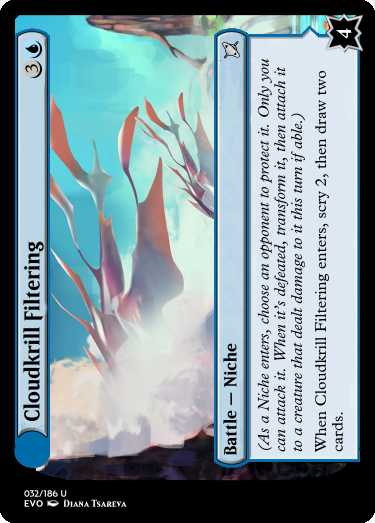 Cloudkrill Filtering
3
Battle — Niche
4
(As a Niche enters, choose an opponent to protect it. Only you
can attack it. When it's defeated, transform it, then attach it
to a creature that dealt damage to it this turn if able.)
When Cloudkrill Filtering enters, scry 2, then draw two
cards.
032/186 U
EVO Diana Tsareva